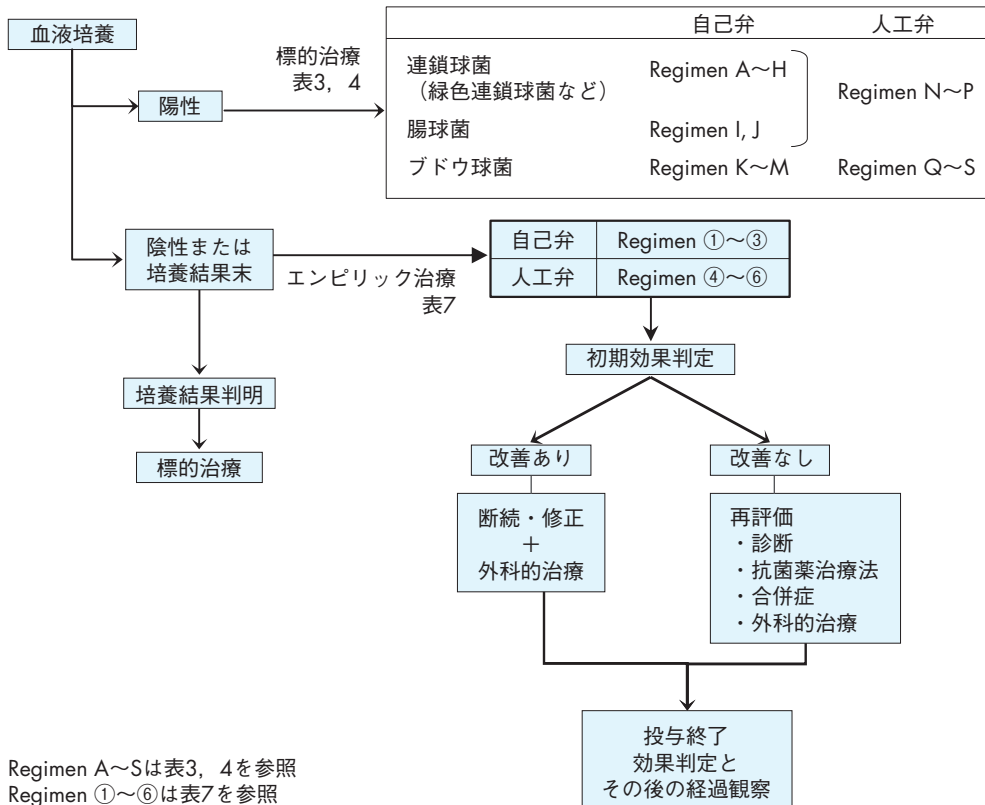 血液培養
標的治療
表3，4
陽性
自己弁 人工弁
連鎖球菌 Regimen A〜H
（緑色連鎖球菌など） Regimen N〜P
腸球菌 Regimen I, J
ブドウ球菌 Regimen K〜M Regimen Q〜S
陰性または
培養結果末
エンピリック治療
表7
自己弁 Regimen ①〜③
人工弁 Regimen ④〜⑥
初期効果判定
培養結果判明
標的治療
改善あり
改善なし
断続・修正
＋
外科的治療
再評価
・診断
・抗菌薬治療法
・合併症
・外科的治療
投与終了
効果判定と
その後の経過観察
Regimen A〜Sは表3，4を参照
Regimen ①〜⑥は表7を参照